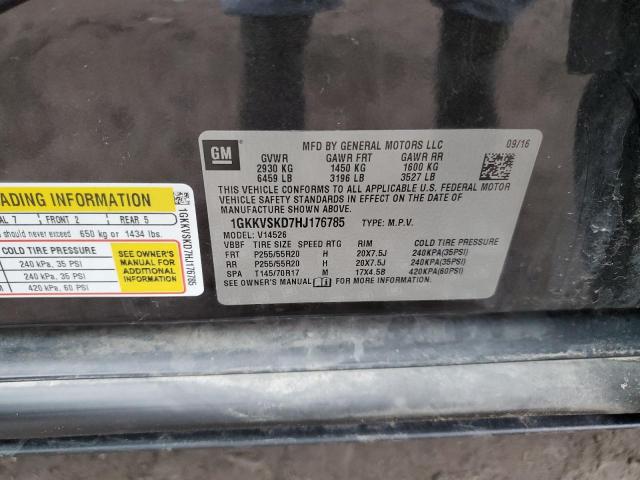 GM
MFD BY GENERAL MOTORS LLC 09/16
GVWR GAWR FRT GAWR RR
2930 KG 1450 KG 1600 KG
6459 LB 3196 LB 3527 LB
THIS VEHICLE CONFORMS TO ALL APPLICABLE U.S. FEDERAL MOTOR
VEHICLE SAFETY STANDARDS IN EFFECT ON THE DATE OF
MANUFACTURE SHOWN ABOVE.
1GKKVSKD7HJ176785 TYPE: M.P.V.
MODEL: V14526
VBBF TIRE SIZE SPEED RTG RIM COLD TIRE PRESSURE
FRT P255/55R20 H 20X7.5J 240KPA(35PSI)
RR P255/55R20 H 20X7.5J 240KPA(35PSI)
SPA T145/70R17 M 17X4.5B 420KPA(60PSI)
SEE OWNER'S MANUAL FOR MORE INFORMATION.
ADING INFORMATION
AL 7 FRONT 2 REAR 5
should never exceed 650 kg or 1434 lbs.
COLD TIRE PRESSURE
240 kPa, 35 PSI
240 kPa, 35 PSI
420 kPa, 60 PSI
SEE OWNER'S
MANUAL FOR
ADDITIONAL
INFORMATION
1GKKVSKD7HJ176785